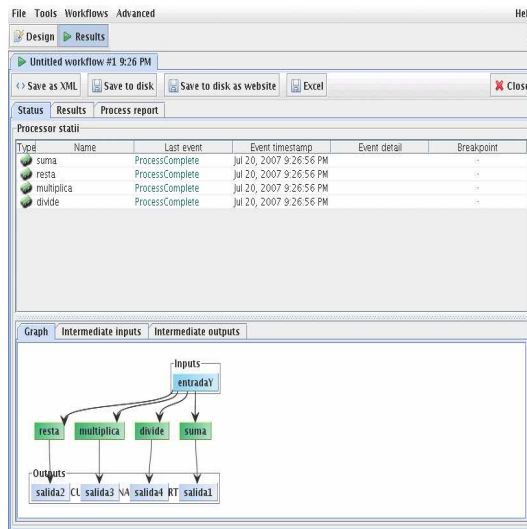 File Tools Workflows Advanced Hel
Design Results
Untitled workflow #1 9:26 PM
<> Save as XML Save to disk Save to disk as website Excel Close
Status Results Process report
Processor statii
Type Name Last event Event timestamp Event detail Breakpoint
suma ProcessComplete Jul 20, 2007 9:26:56 PM -
resta ProcessComplete Jul 20, 2007 9:26:56 PM -
multiplica ProcessComplete Jul 20, 2007 9:26:56 PM -
divide ProcessComplete Jul 20, 2007 9:26:56 PM -
Graph Intermediate inputs Intermediate outputs
Inputs
entradaY
resta multiplica divide suma
Outputs
salida2 salida3 NA salida4 RT salida1